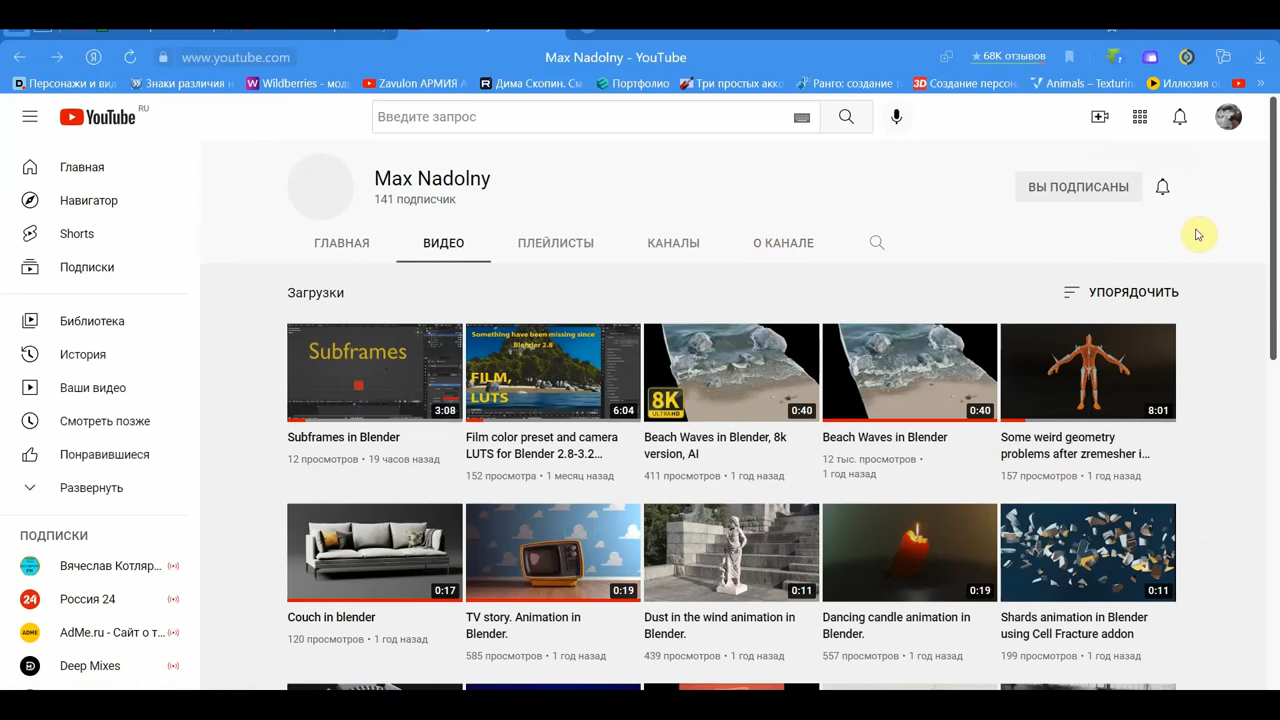 www.youtube.com
Max Nadolny - YouTube
★ 68K отзывов
Персонажи и вид
Знаки различия н
Wildberries – мод
Zavulon АРМИЯ А
Дима Скопин. См
Портфолио
Три простых акко
Ранго: создание т
Создание персон
Animals – Texturin
Иллюзия о
YouTube
RU
Введите запрос
Главная
Навигатор
Shorts
Подписки
Библиотека
История
Ваши видео
Смотреть позже
Понравившиеся
Развернуть
ПОДПИСКИ
Вячеслав Котляр...
24
Россия 24
ADME
AdMe.ru - Сайт о т...
Deep Mixes
Max Nadolny
141 подписчик
ВЫ ПОДПИСАНЫ
ГЛАВНАЯ
ВИДЕО
ПЛЕЙЛИСТЫ
КАНАЛЫ
О КАНАЛЕ
Загрузки
УПОРЯДОЧИТЬ
Subframes
3:08
Subframes in Blender
12 просмотров • 19 часов назад
Something have been missing since
Blender 2.8
FILM,
LUTS
6:04
Film color preset and camera
LUTS for Blender 2.8-3.2...
152 просмотра • 1 месяц назад
8K
ULTRA HD
0:40
Beach Waves in Blender, 8k
version, AI
411 просмотров • 1 год назад
0:40
Beach Waves in Blender
12 тыс. просмотров •
1 год назад
8:01
Some weird geometry
problems after zremesher i...
157 просмотров • 1 год назад
0:17
Couch in blender
120 просмотров • 1 год назад
0:19
TV story. Animation in
Blender.
585 просмотров • 1 год назад
0:11
Dust in the wind animation in
Blender.
439 просмотров • 1 год назад
0:19
Dancing candle animation in
Blender.
557 просмотров • 1 год назад
0:11
Shards animation in Blender
using Cell Fracture addon
199 просмотров • 1 год назад